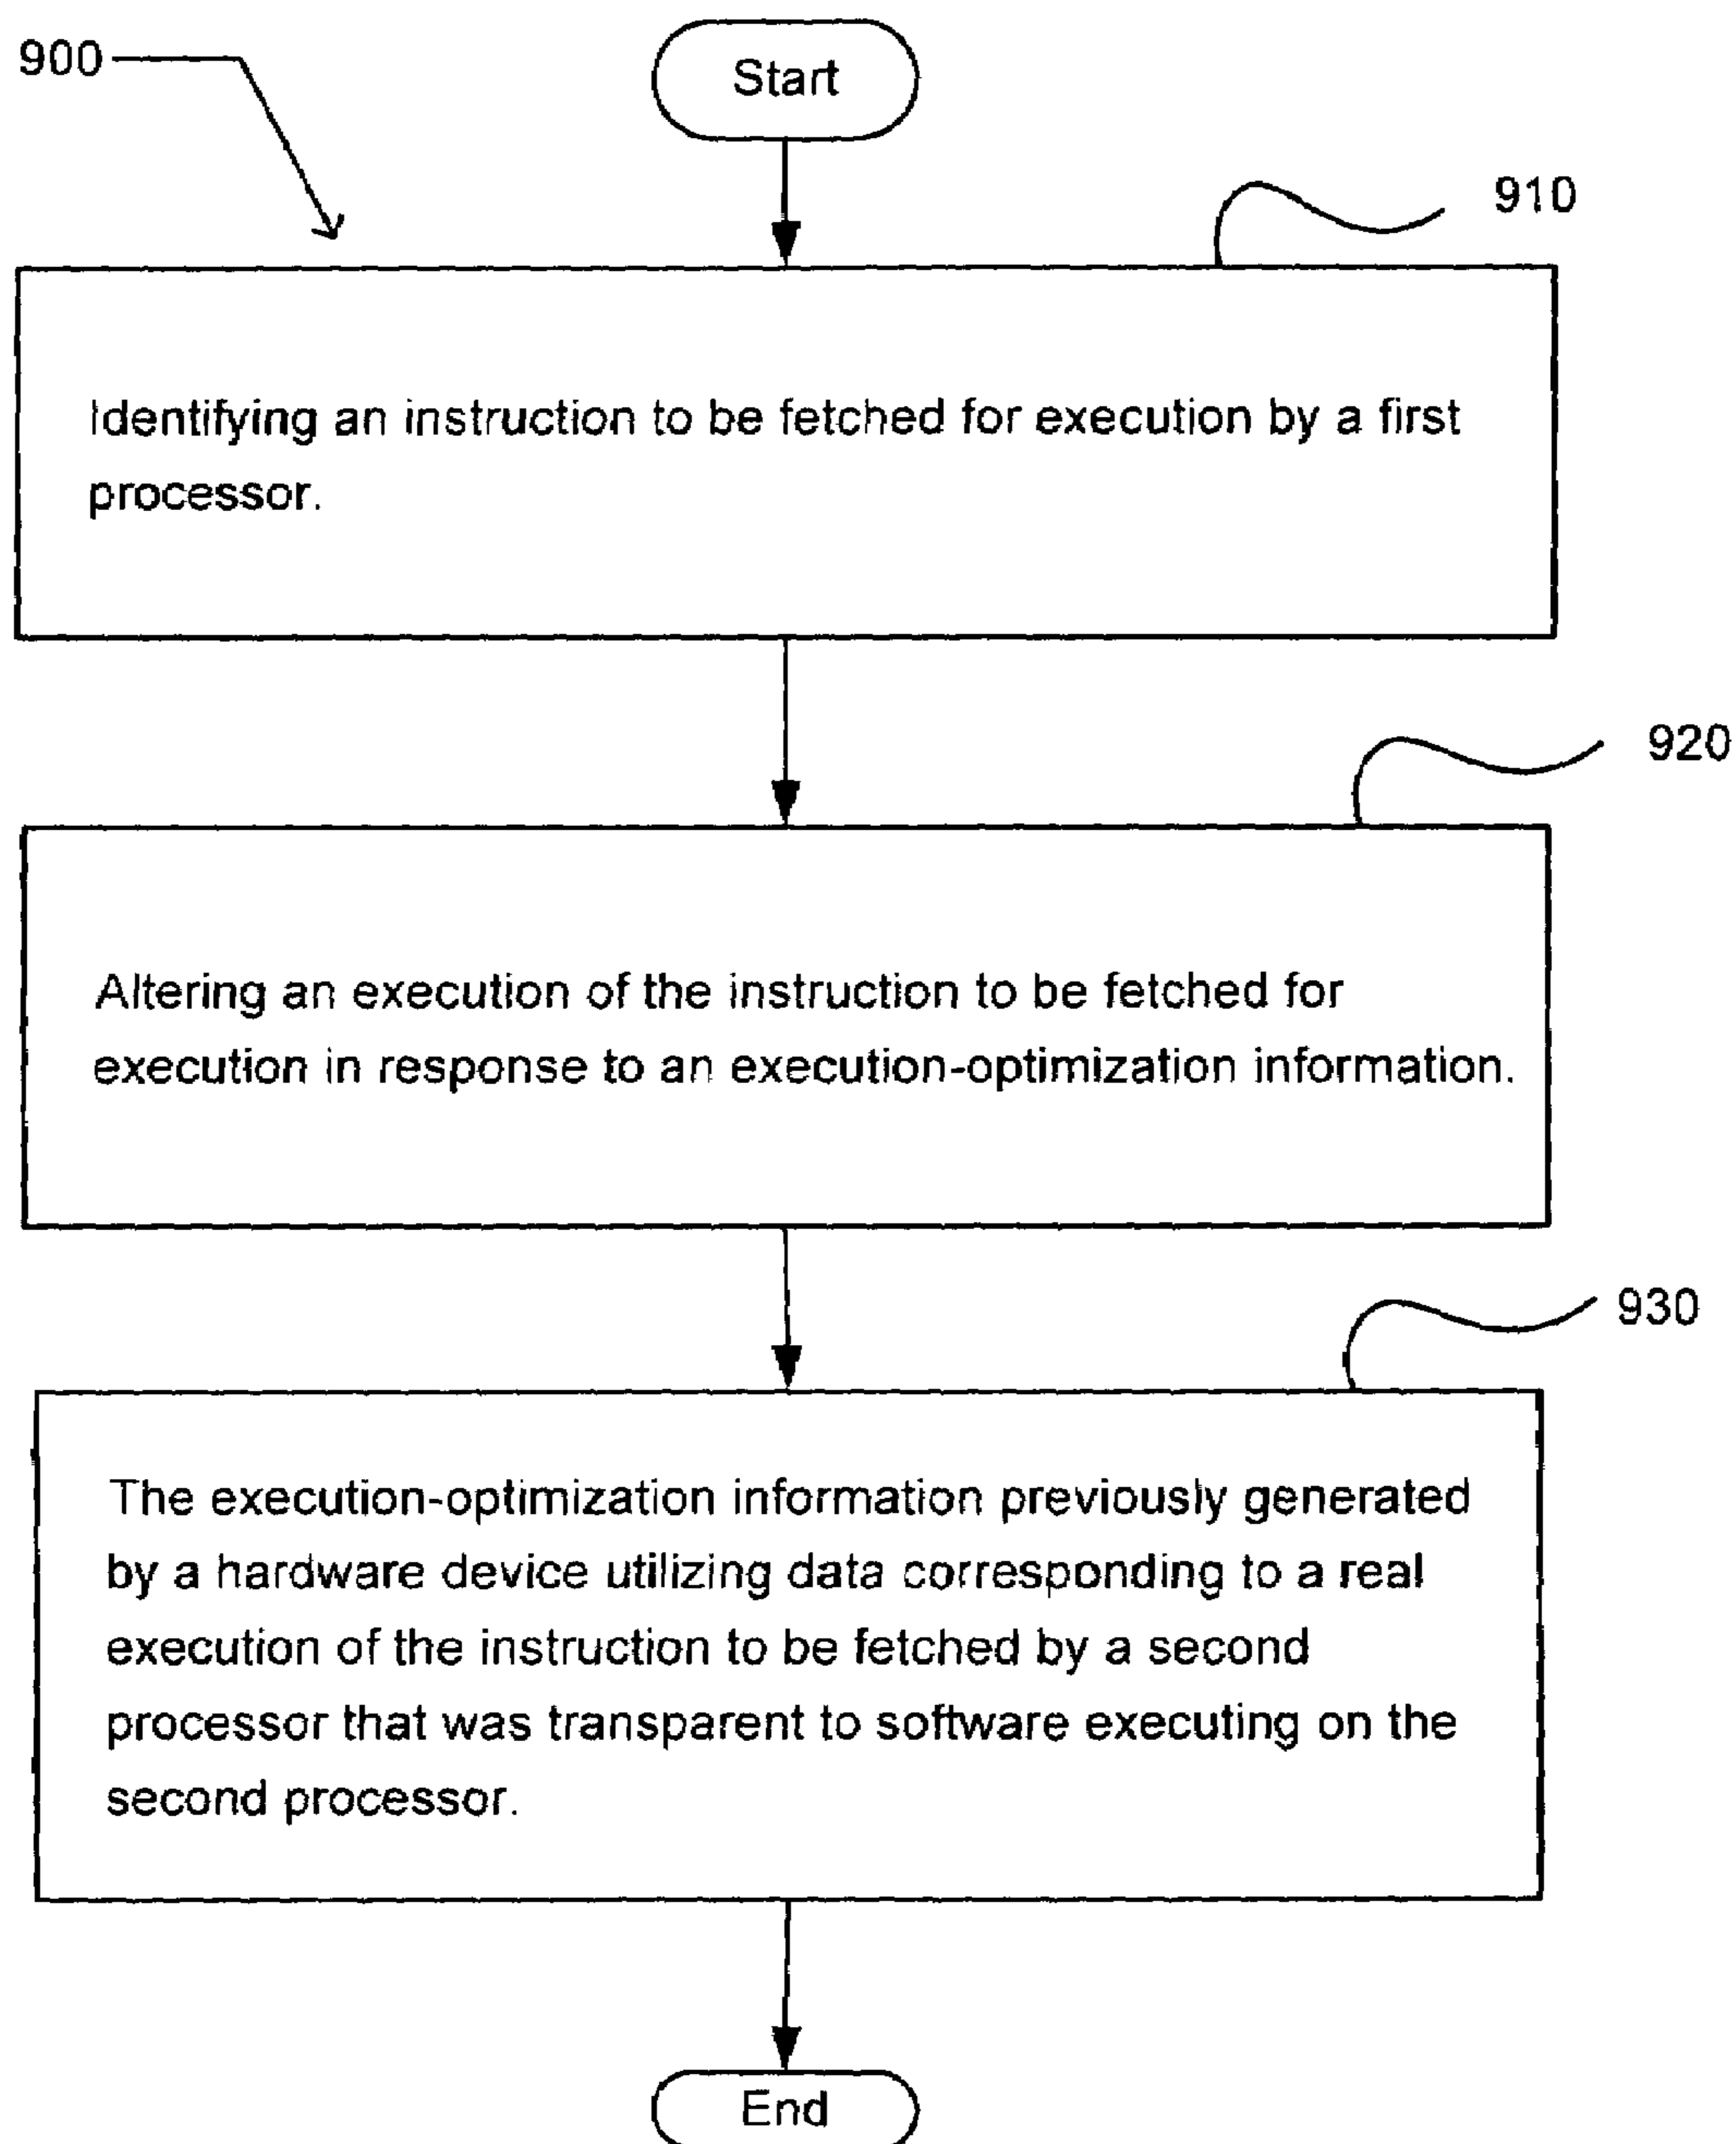 900
Start
910
Identifying an instruction to be fetched for execution by a first
processor.
920
Altering an execution of the instruction to be fetched for
execution in response to an execution-optimization information.
930
The execution-optimization information previously generated
by a hardware device utilizing data corresponding to a real
execution of the instruction to be fetched by a second
processor that was transparent to software executing on the
second processor.
End